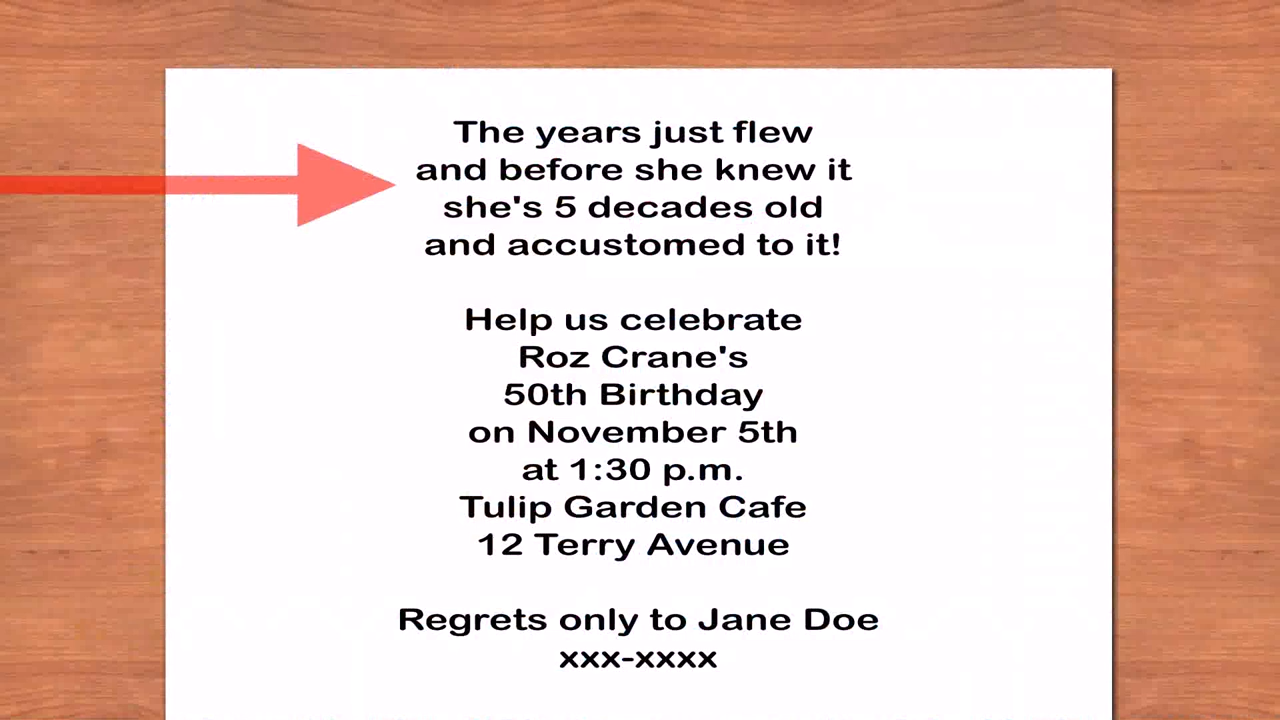 The years just flew
and before she knew it
she's 5 decades old
and accustomed to it!
Help us celebrate
Roz Crane's
50th Birthday
on November 5th
at 1:30 p.m.
Tulip Garden Cafe
12 Terry Avenue
Regrets only to Jane Doe
xxx-xxxx